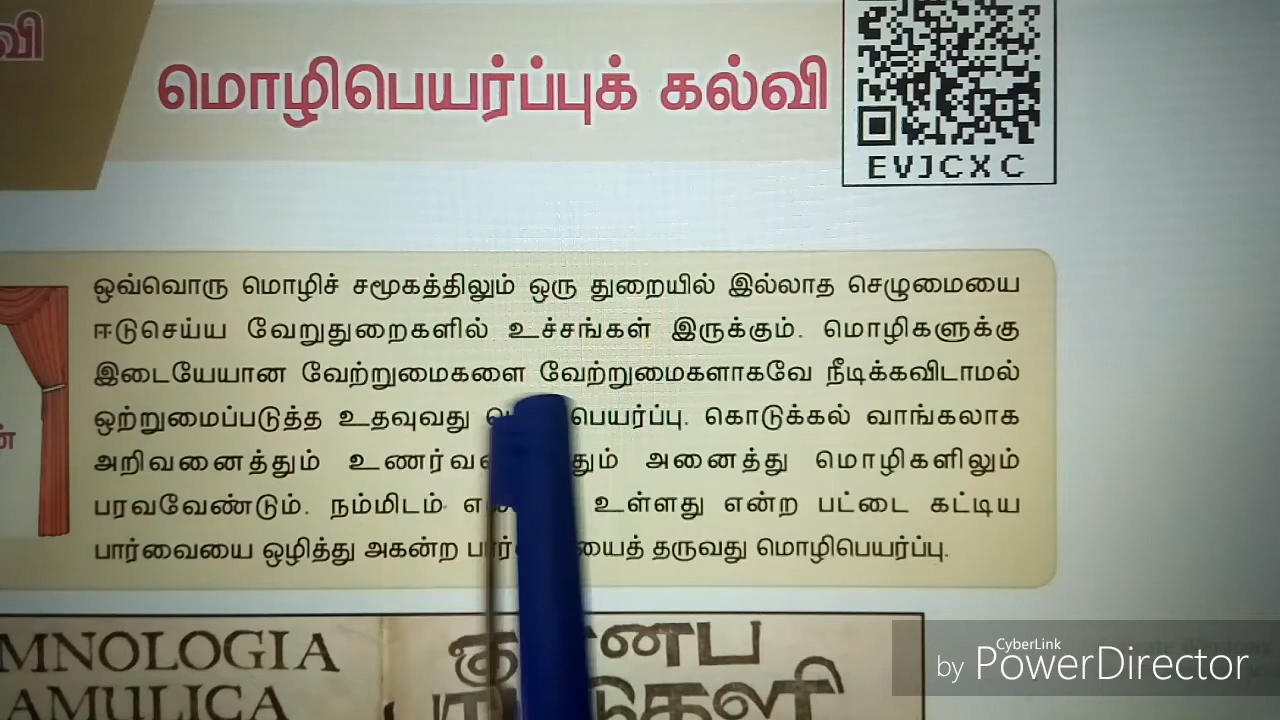 வி
மொழிபெயர்ப்புக் கல்வி
EVJCXC
ஒவ்வொரு மொழிச் சமூகத்திலும் ஒரு துறையில் இல்லாத செழுமையை
ஈடுசெய்ய வேறுதுறைகளில் உச்சங்கள் இருக்கும். மொழிகளுக்கு
இடையேயான வேற்றுமைகளை வேற்றுமைகளாகவே நீடிக்கவிடாமல்
ஒற்றுமைப்படுத்த உதவுவது பெயர்ப்பு. கொடுக்கல் வாங்கலாக
அறிவனைத்தும் அனைத்து மொழிகளிலும்
பரவவேண்டும். நம்மிடம் உள்ளது என்ற பட்டை கட்டிய
பார்வையை ஒழித்து அகன்ற தருவது மொழிபெயர்ப்பு.
MNOLOGIA
AMULICA
CyberLink
by PowerDirector